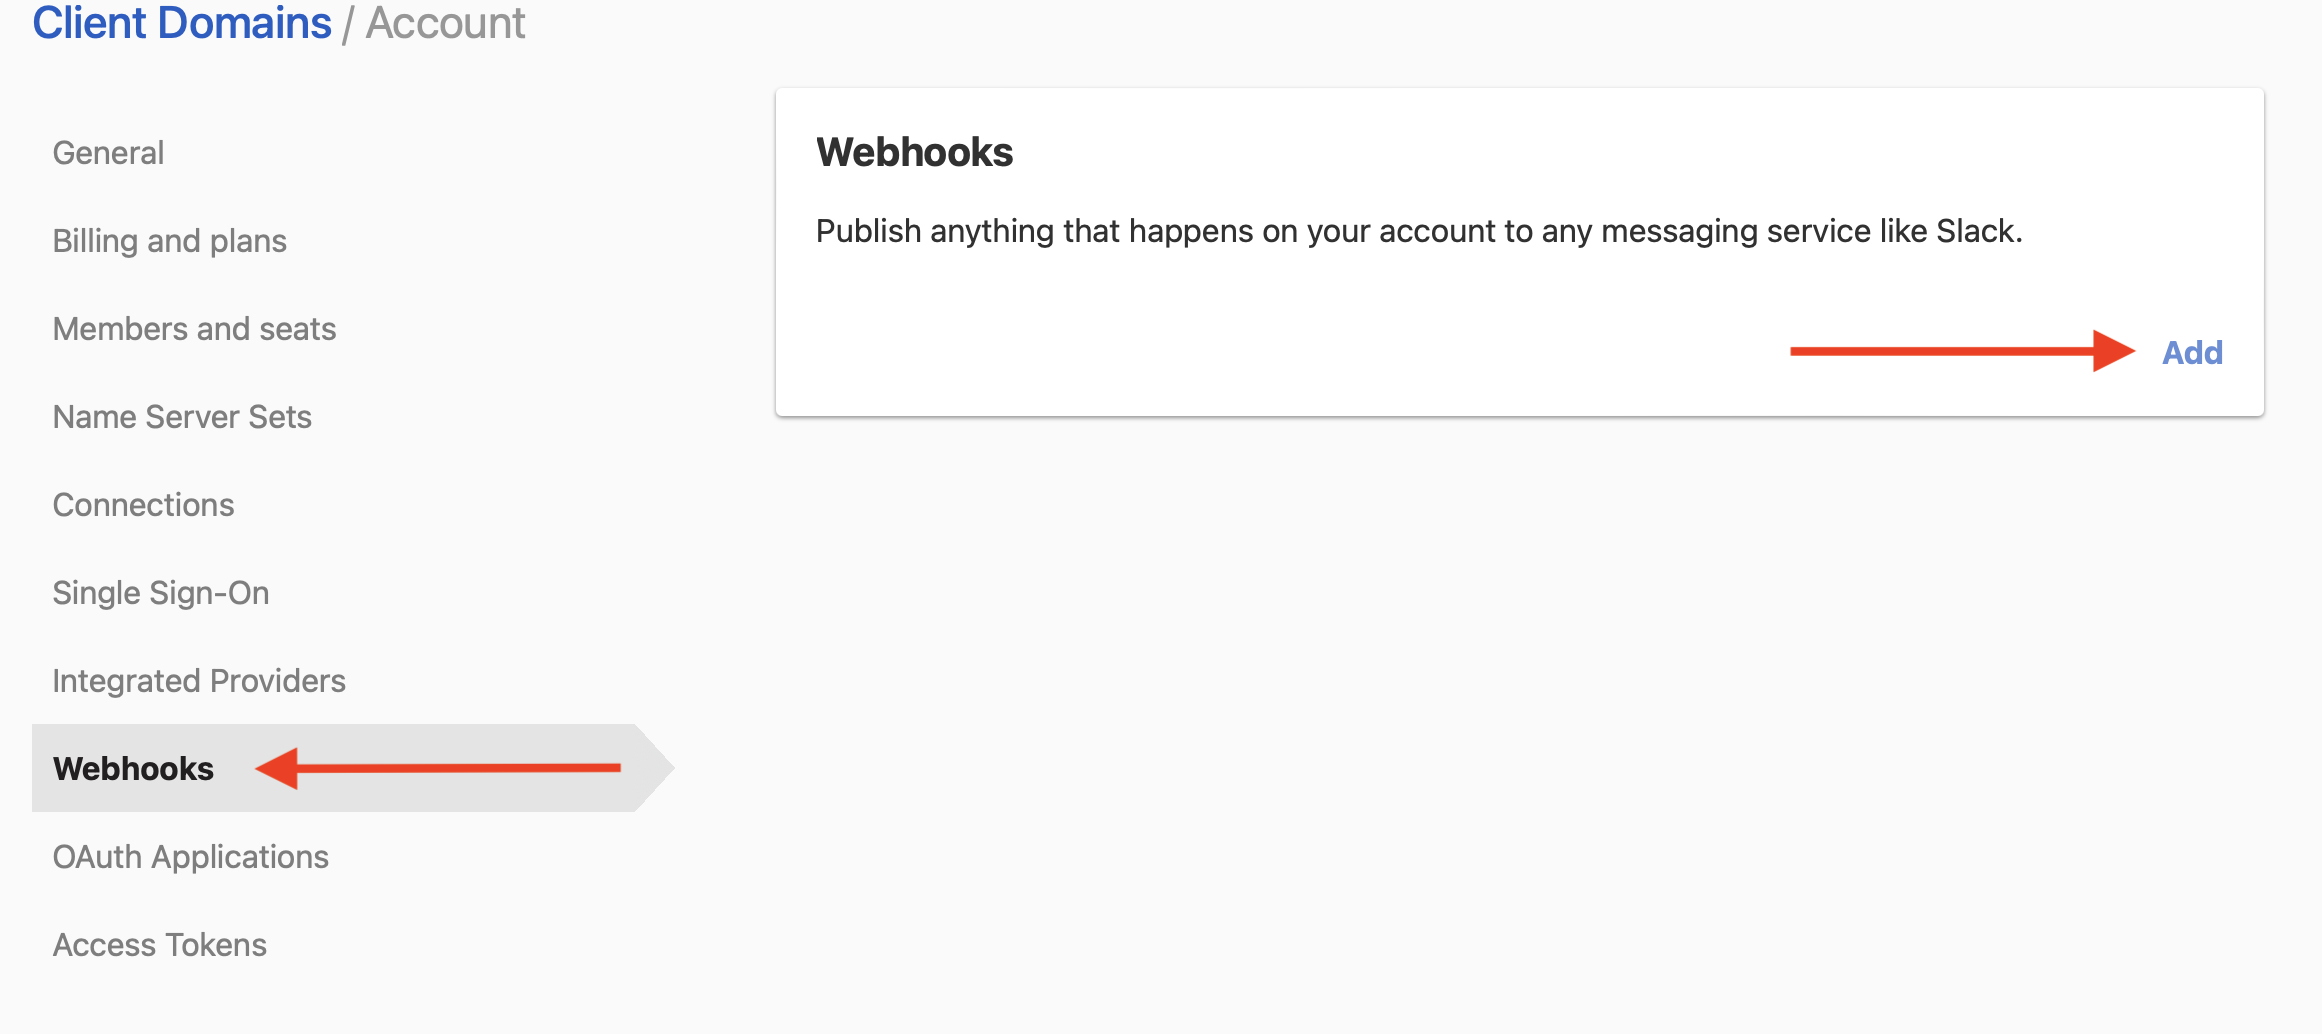 Client Domains / Account
General
Billing and plans
Members and seats
Name Server Sets
Connections
Single Sign-On
Integrated Providers
Webhooks
OAuth Applications
Access Tokens
Webhooks
Publish anything that happens on your account to any messaging service like Slack.
Add